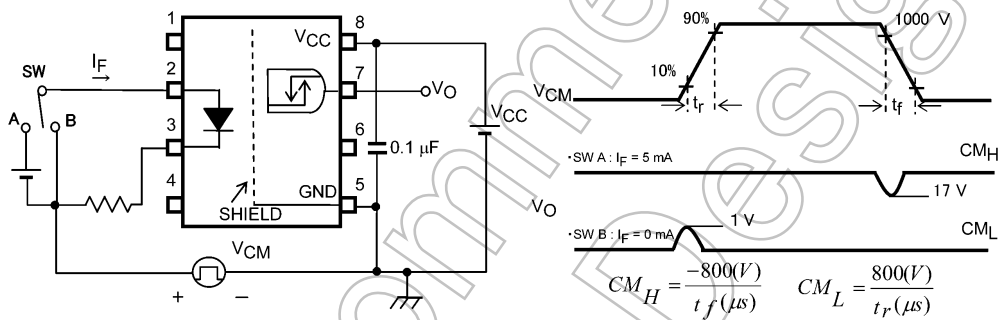 1
8
VCC
IF
SW
2
7
VO
A
B
VCC
3
6
0.1 μF
4
GND
5
SHIELD
VCM
+
−
90%
1000 V
10%
VCM
tr
tf
・SW A : IF = 5 mA
CMH
17 V
VO
1 V
・SW B : IF = 0 mA
CML
CMH = −800(V) / tf (μs)
CML = 800(V) / tr (μs)